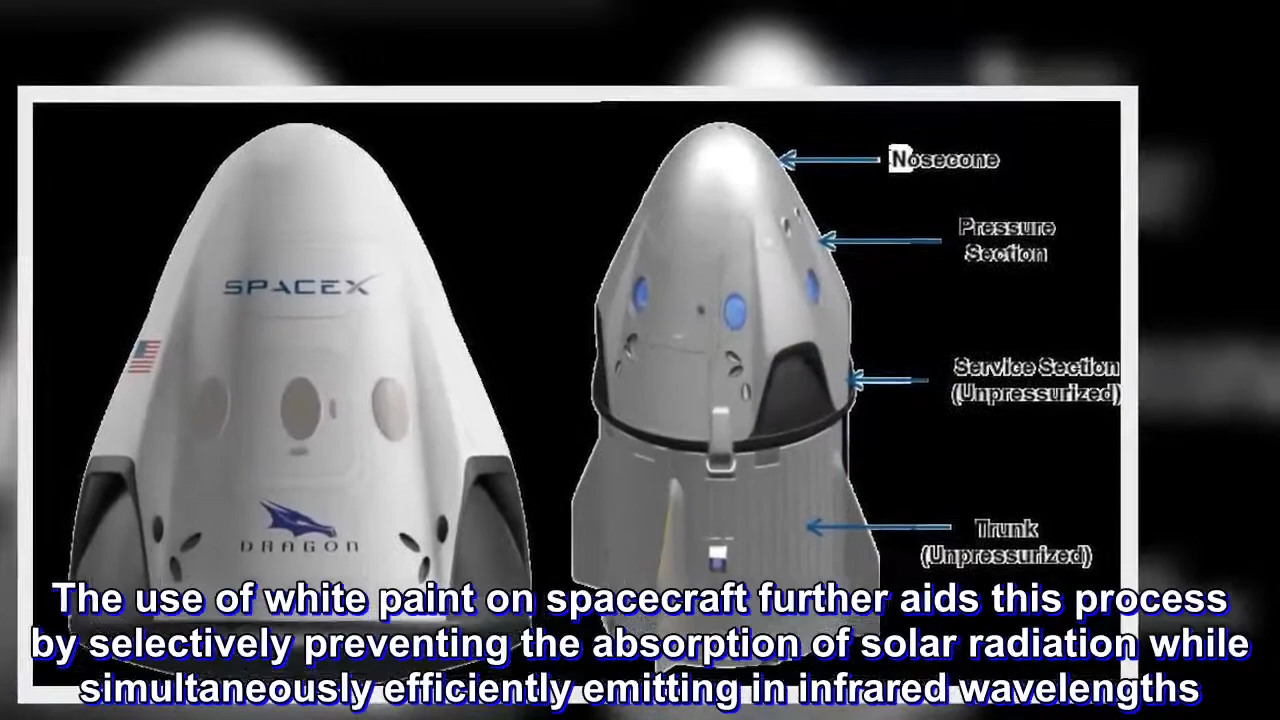 Nosecone
Pressure
Section
SPACEX
Service Section
(Unpressurized)
DRAGON
Trunk
(Unpressurized)
The use of white paint on spacecraft further aids this process
by selectively preventing the absorption of solar radiation while
simultaneously efficiently emitting in infrared wavelengths